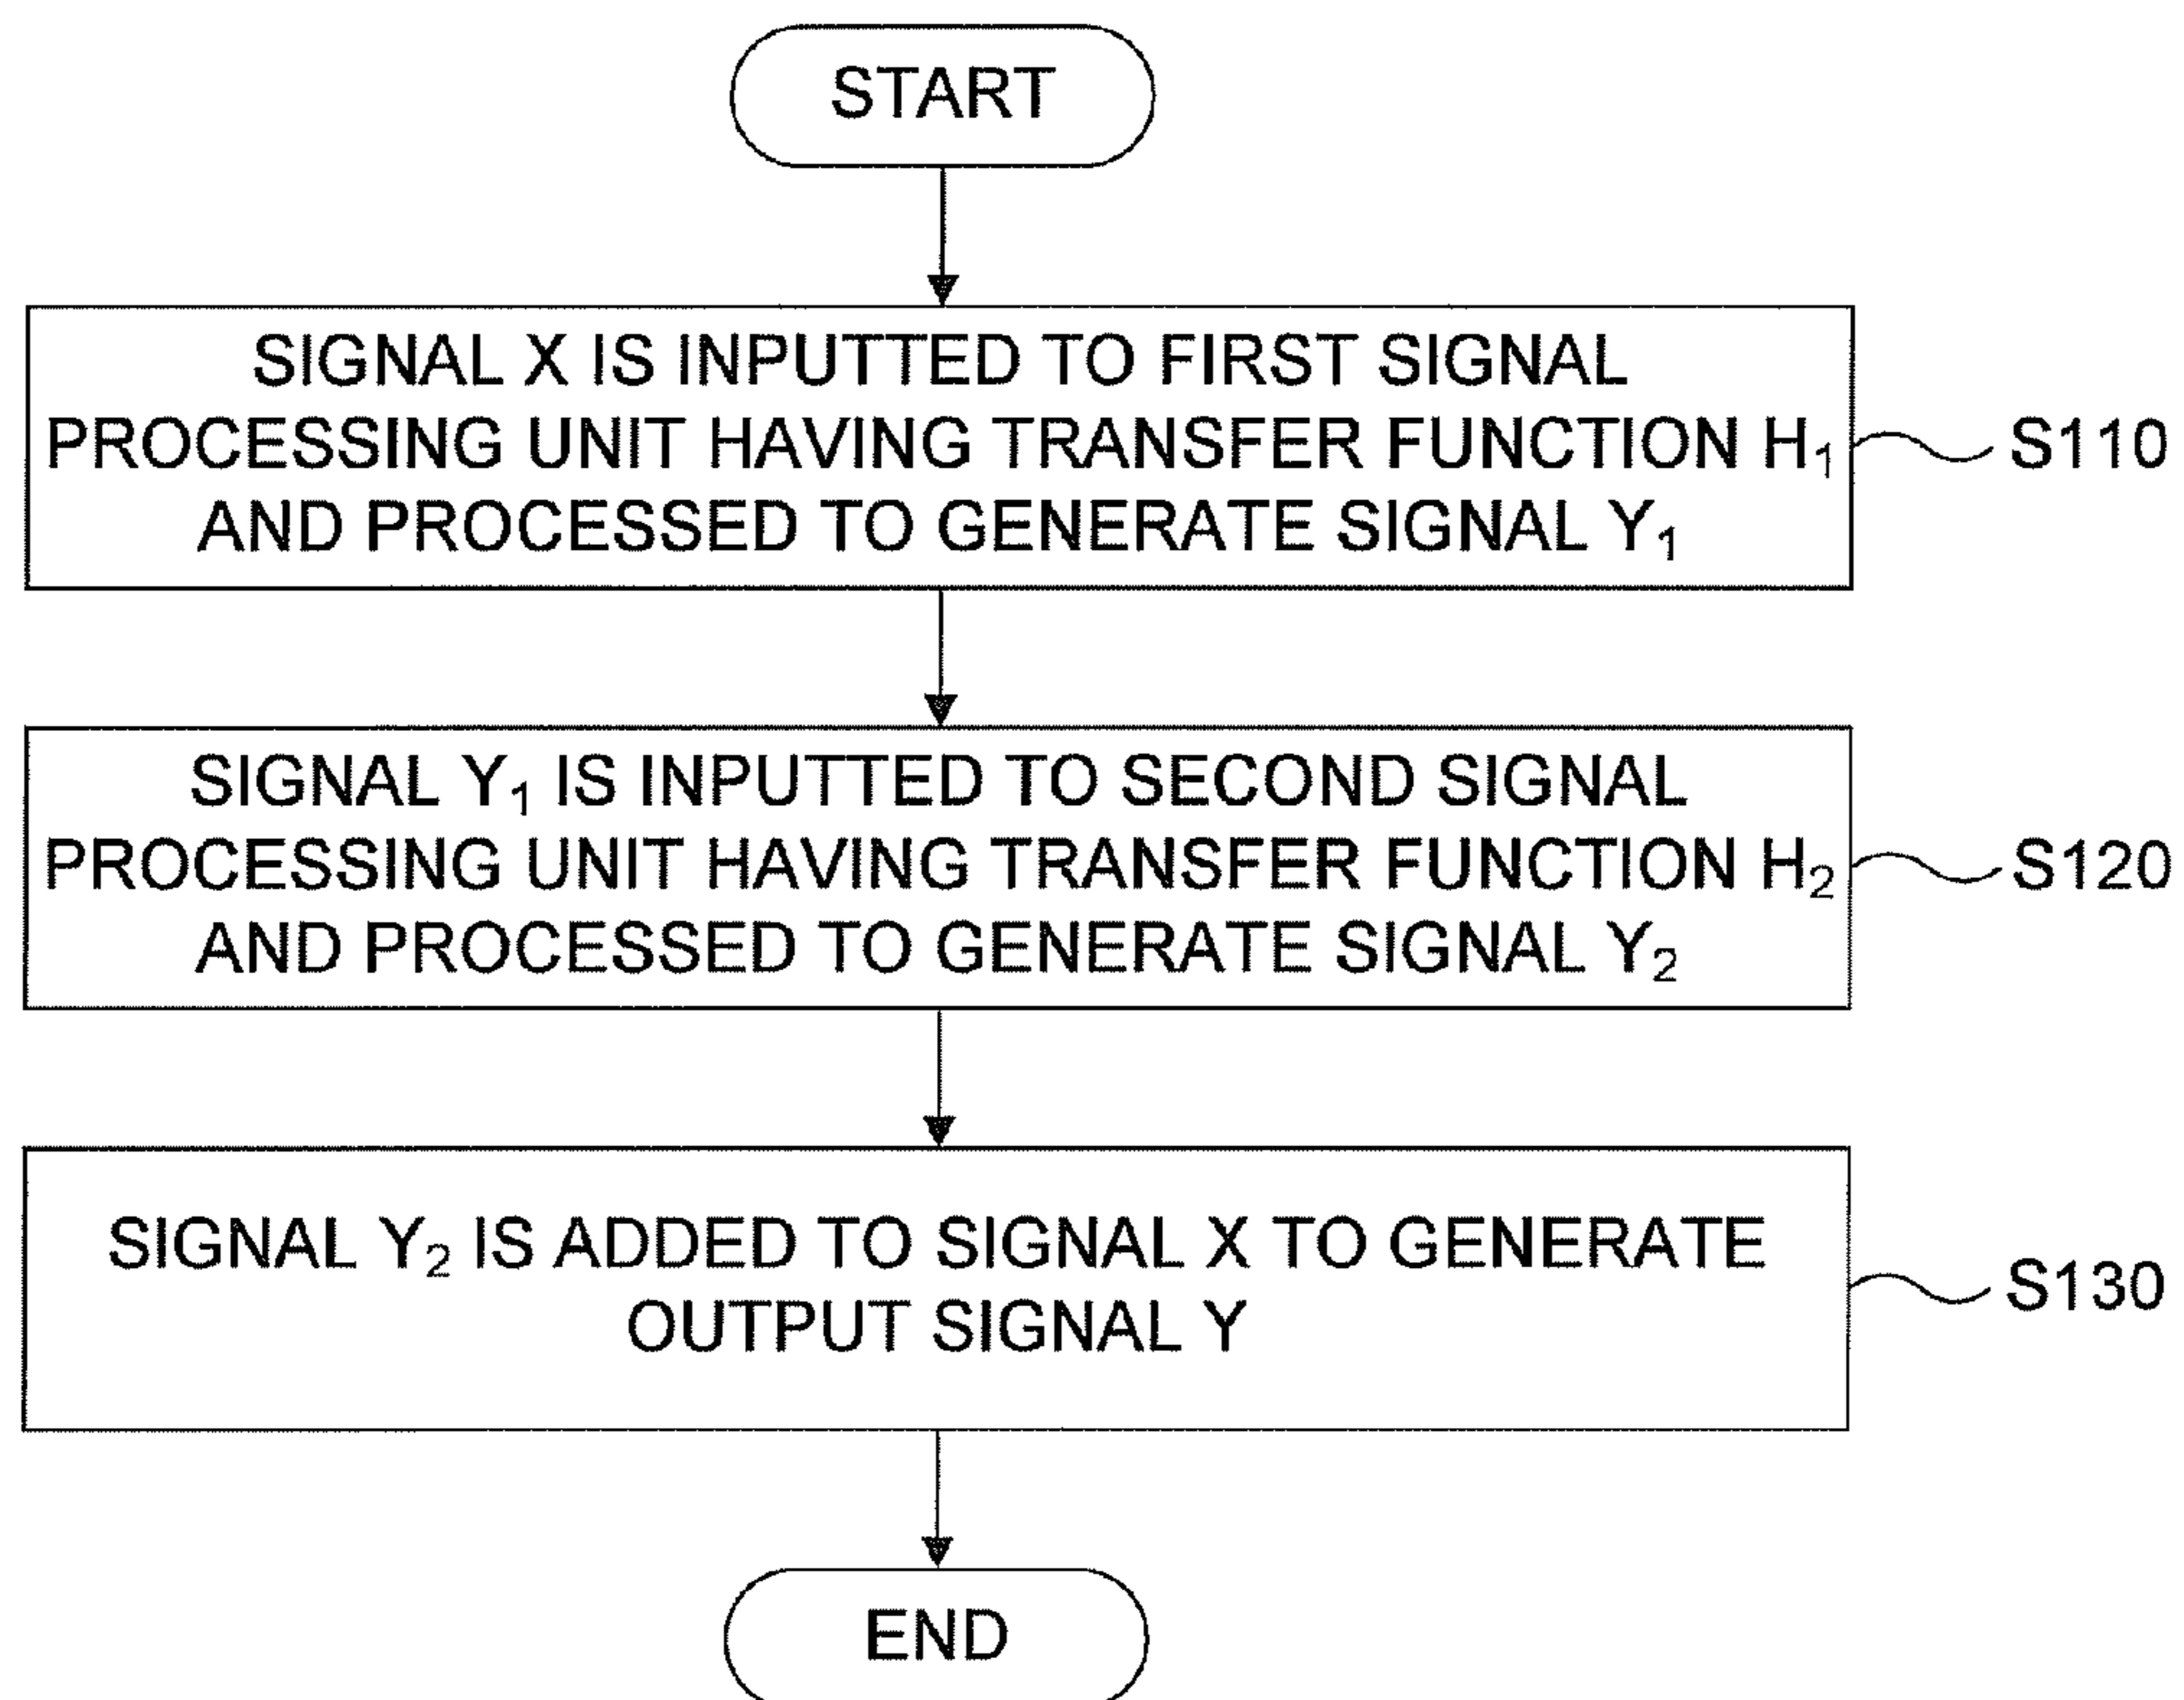 START
SIGNAL X IS INPUTTED TO FIRST SIGNAL
PROCESSING UNIT HAVING TRANSFER FUNCTION H₁
AND PROCESSED TO GENERATE SIGNAL Y₁
S110
SIGNAL Y₁ IS INPUTTED TO SECOND SIGNAL
PROCESSING UNIT HAVING TRANSFER FUNCTION H₂
AND PROCESSED TO GENERATE SIGNAL Y₂
S120
SIGNAL Y₂ IS ADDED TO SIGNAL X TO GENERATE
OUTPUT SIGNAL Y
S130
END